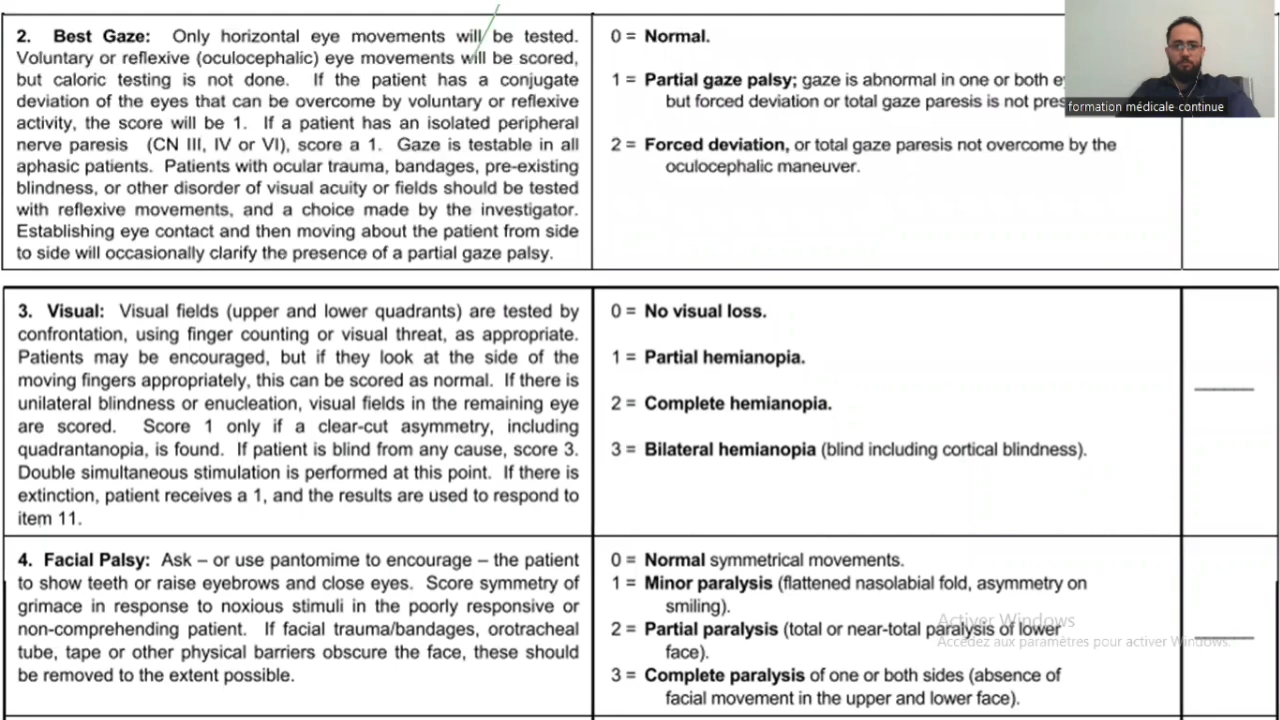 2. Best Gaze: Only horizontal eye movements will be tested.
Voluntary or reflexive (oculocephalic) eye movements will be scored,
but caloric testing is not done. If the patient has a conjugate
deviation of the eyes that can be overcome by voluntary or reflexive
activity, the score will be 1. If a patient has an isolated peripheral
nerve paresis (CN III, IV or VI), score a 1. Gaze is testable in all
aphasic patients. Patients with ocular trauma, bandages, pre-existing
blindness, or other disorder of visual acuity or fields should be tested
with reflexive movements, and a choice made by the investigator.
Establishing eye contact and then moving about the patient from side
to side will occasionally clarify the presence of a partial gaze palsy.
0 = Normal.
1 = Partial gaze palsy; gaze is abnormal in one or both
but forced deviation or total gaze paresis is not
2 = Forced deviation, or total gaze paresis not overcome by the
oculocephalic maneuver.
formation médicale continue
3. Visual: Visual fields (upper and lower quadrants) are tested by
confrontation, using finger counting or visual threat, as appropriate.
Patients may be encouraged, but if they look at the side of the
moving fingers appropriately, this can be scored as normal. If there is
unilateral blindness or enucleation, visual fields in the remaining eye
are scored. Score 1 only if a clear-cut asymmetry, including
quadrantanopia, is found. If patient is blind from any cause, score 3.
Double simultaneous stimulation is performed at this point. If there is
extinction, patient receives a 1, and the results are used to respond to
item 11.
0 = No visual loss.
1 = Partial hemianopia.
2 = Complete hemianopia.
3 = Bilateral hemianopia (blind including cortical blindness).
4. Facial Palsy: Ask – or use pantomime to encourage – the patient
to show teeth or raise eyebrows and close eyes. Score symmetry of
grimace in response to noxious stimuli in the poorly responsive or
non-comprehending patient. If facial trauma/bandages, orotracheal
tube, tape or other physical barriers obscure the face, these should
be removed to the extent possible.
0 = Normal symmetrical movements.
1 = Minor paralysis (flattened nasolabial fold, asymmetry on
smiling).
2 = Partial paralysis (total or near-total paralysis of lower
face).
3 = Complete paralysis of one or both sides (absence of
facial movement in the upper and lower face).
Activer Windows
Accédez aux paramètres pour activer Windows.